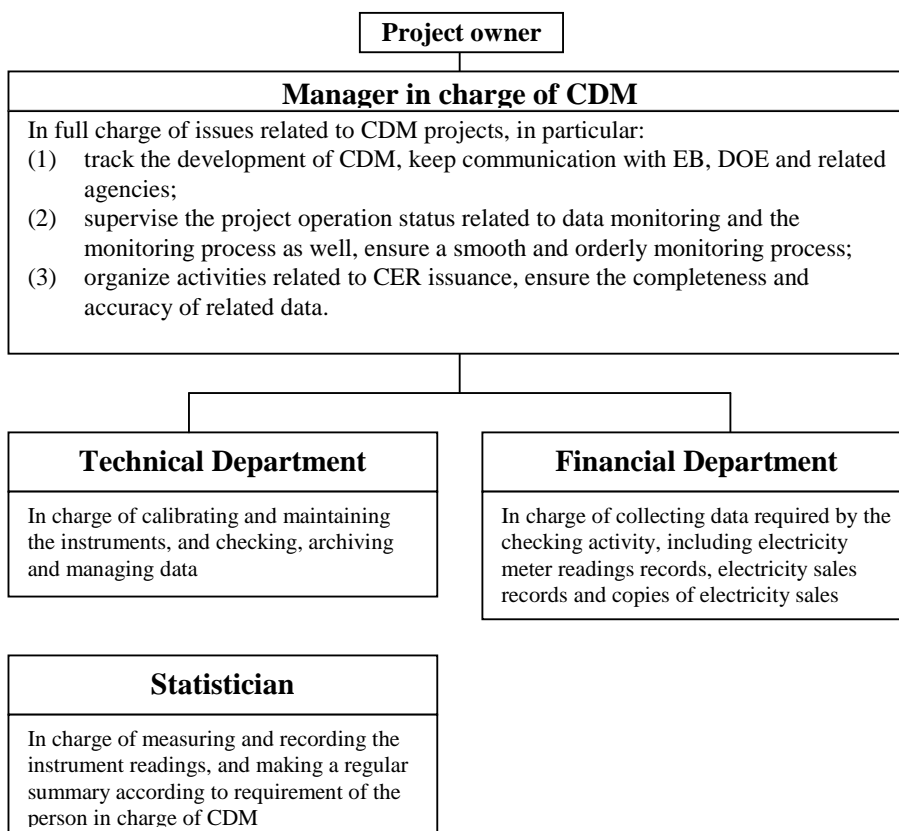 Project owner
Manager in charge of CDM
In full charge of issues related to CDM projects, in particular:
(1) track the development of CDM, keep communication with EB, DOE and related
agencies;
(2) supervise the project operation status related to data monitoring and the
monitoring process as well, ensure a smooth and orderly monitoring process;
(3) organize activities related to CER issuance, ensure the completeness and
accuracy of related data.
Technical Department
In charge of calibrating and maintaining
the instruments, and checking, archiving
and managing data
Financial Department
In charge of collecting data required by the
checking activity, including electricity
meter readings records, electricity sales
records and copies of electricity sales
Statistician
In charge of measuring and recording the
instrument readings, and making a regular
summary according to requirement of the
person in charge of CDM